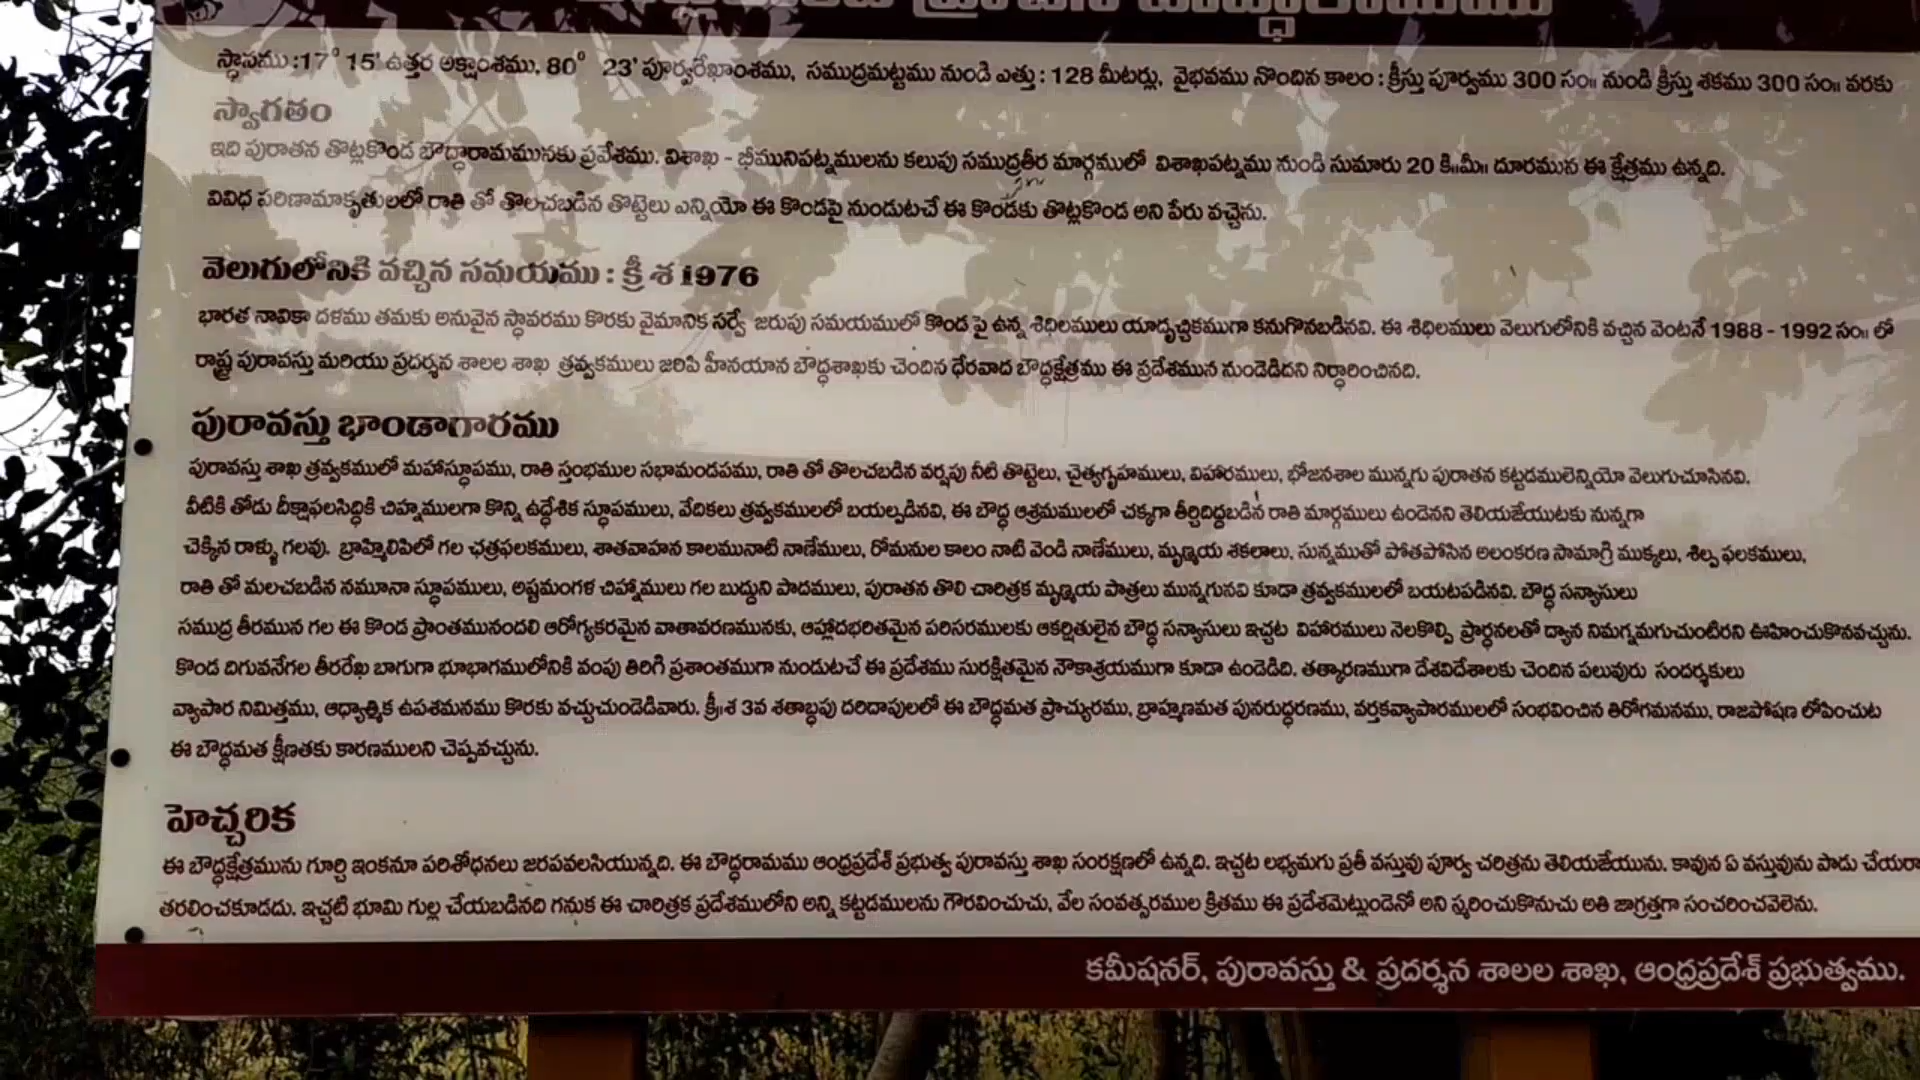 స్థానము :17° 15' ఉత్తర అక్షాంశము, 80° 23' పూర్వరేఖాంశము, సముద్రమట్టము నుండి ఎత్తు : 128 మీటర్లు, వైభవము నొందిన కాలం : క్రీస్తు పూర్వము 300 సం॥ నుండి క్రీస్తు శకము 300 సం॥ వరకు
స్వాగతం
ఇది పురాతన తొట్లకొండ బౌద్ధారామమునకు ప్రవేశము. విశాఖ - భీమునిపట్నములను కలుపు సముద్రతీర మార్గములో విశాఖపట్నము నుండి సుమారు 20 కి॥మీ॥ దూరమున ఈ క్షేత్రము ఉన్నది.
వివిధ పరిణామాకృతులలో రాతి తో తొలచబడిన తొట్టెలు ఎన్నియో ఈ కొండపై నుండుటచే ఈ కొండకు తొట్లకొండ అని పేరు వచ్చెను.
వెలుగులోనికి వచ్చిన సమయము : క్రీ శ 1976
భారత నావికా దళము తమకు అనువైన స్థావరము కొరకు వైమానిక సర్వే జరుపు సమయములో కొండ పై ఉన్న శిధిలములు యాదృచ్చికముగా కనుగొనబడినవి. ఈ శిధిలములు వెలుగులోనికి వచ్చిన వెంటనే 1988 - 1992 సం॥ లో
రాష్ట్ర పురావస్తు మరియు ప్రదర్శన శాలల శాఖ త్రవ్వకములు జరిపి హీనయాన బౌద్ధశాఖకు చెందిన ధేరవాద బౌద్ధక్షేత్రము ఈ ప్రదేశమున నుండెడిదని నిర్ధారించినది.
పురావస్తు భాండాగారము
పురావస్తు శాఖ త్రవ్వకములో మహాస్థూపము, రాతి స్తంభముల సభామండపము, రాతి తో తొలచబడిన వర్షపు నీటి తొట్టెలు, చైత్యగృహములు, విహారములు, భోజనశాల మున్నగు పురాతన కట్టడములెన్నియో వెలుగుచూసినవి.
వీటికి తోడు దీక్షాఫలసిద్ధికి చిహ్నములుగా కొన్ని ఉద్ధేశిక స్థూపములు, వేదికలు త్రవ్వకములలో బయల్పడినవి, ఈ బౌద్ధ ఆశ్రమములలో చక్కగా తీర్చిదిద్దబడిన రాతి మార్గములు ఉండెనని తెలియజేయుటకు నున్నగా
చెక్కిన రాళ్ళు గలవు. బ్రాహ్మిలిపిలో గల ఛత్రఫలకములు, శాతవాహన కాలమునాటి నాణేములు, రోమనుల కాలం నాటి వెండి నాణేములు, మృణ్మయ శకలాలు, సున్నముతో పోతపోసిన అలంకరణ సామాగ్రి ముక్కలు, శిల్ప ఫలకములు,
రాతి తో మలచబడిన నమూనా స్థూపములు, అష్టమంగళ చిహ్నములు గల బుద్ధుని పాదములు, పురాతన తొలి చారిత్రక మృణ్మయ పాత్రలు మున్నగునవి కూడా త్రవ్వకములలో బయటపడినవి. బౌద్ధ సన్యాసులు
సముద్ర తీరమున గల ఈ కొండ ప్రాంతమునందలి ఆరోగ్యకరమైన వాతావరణమునకు, ఆహ్లాదభరితమైన పరిసరములకు ఆకర్షితులైన బౌద్ధ సన్యాసులు ఇచ్చట విహారములు నెలకొల్పి ప్రార్ధనలతో ద్యాన నిమగ్నమగుచుంటిరని ఊహించుకొనవచ్చును.
కొండ దిగువనేగల తీరరేఖ బాగుగా భూభాగములోనికి వంపు తిరిగి ప్రశాంతముగా నుండుటచే ఈ ప్రదేశము సురక్షితమైన నౌకాశ్రయముగా కూడా ఉండెడిది. తత్కారణముగా దేశవిదేశాలకు చెందిన పలువురు సందర్శకులు
వ్యాపార నిమిత్తము, ఆధ్యాత్మిక ఉపశమనము కొరకు వచ్చుచుండెడివారు. క్రీ॥శ 3వ శతాబ్ధపు దరిదాపులలో ఈ బౌద్ధమత ప్రాచ్యురము, బ్రాహ్మణమత పునరుద్ధరణము, వర్తకవ్యాపారములలో సంభవించిన తిరోగమనము, రాజపోషణ లోపించుట
ఈ బౌద్ధమత క్షీణతకు కారణములని చెప్పవచ్చును.
హెచ్చరిక
ఈ బౌద్ధక్షేత్రమును గూర్చి ఇంకనూ పరిశోధనలు జరపవలసియున్నది. ఈ బౌద్ధరామము ఆంధ్రప్రదేశ్ ప్రభుత్వ పురావస్తు శాఖ సంరక్షణలో ఉన్నది. ఇచ్చట లభ్యమగు ప్రతీ వస్తువు పూర్వ చరిత్రను తెలియజేయును. కావున ఏ వస్తువును పాడు
తరలించకూడదు. ఇచ్చటి భూమి గుల్ల చేయబడినది గనుక ఈ చారిత్రక ప్రదేశములోని అన్ని కట్టడములను గౌరవించుచు, వేల సంవత్సరముల క్రితము ఈ ప్రదేశమెట్లుండెనో అని స్మరించుకొనుచు అతి జాగ్రత్తగా సంచరించవెలెను.
కమీషనర్, పురావస్తు & ప్రదర్శన శాలల శాఖ, ఆంధ్రప్రదేశ్ ప్రభుత్వము.